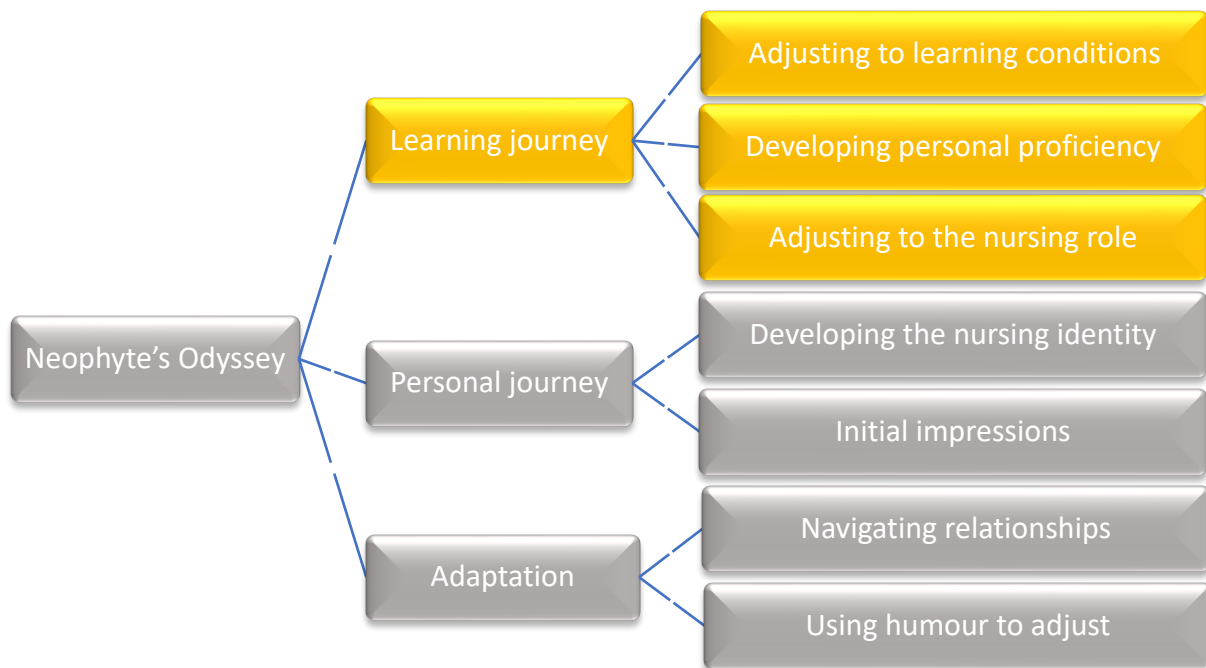 Adjusting to learning conditions
Learning journey
Developing personal proficiency
Adjusting to the nursing role
Neophyte’s Odyssey
Developing the nursing identity
Personal journey
Initial impressions
Navigating relationships
Adaptation
Using humour to adjust